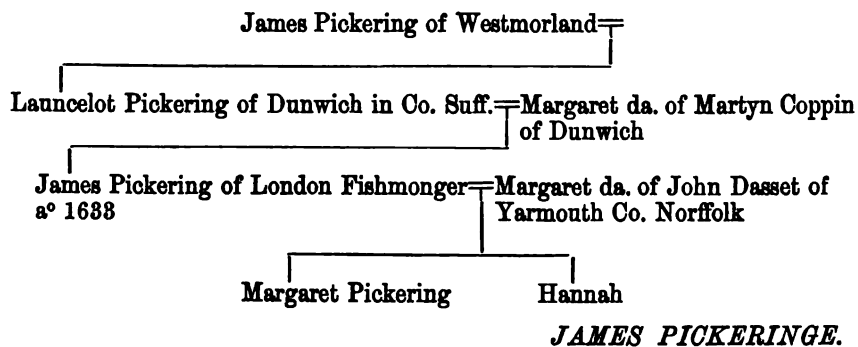 James Pickering of Westmorland
Launcelot Pickering of Dunwich in Co. Suff. Margaret da. of Martyn Coppin
of Dunwich
James Pickering of London Fishmonger Margaret da. of John Dasset of
aº 1633 Yarmouth Co. Norffolk
Margaret Pickering Hannah
JAMES PICKERINGE.